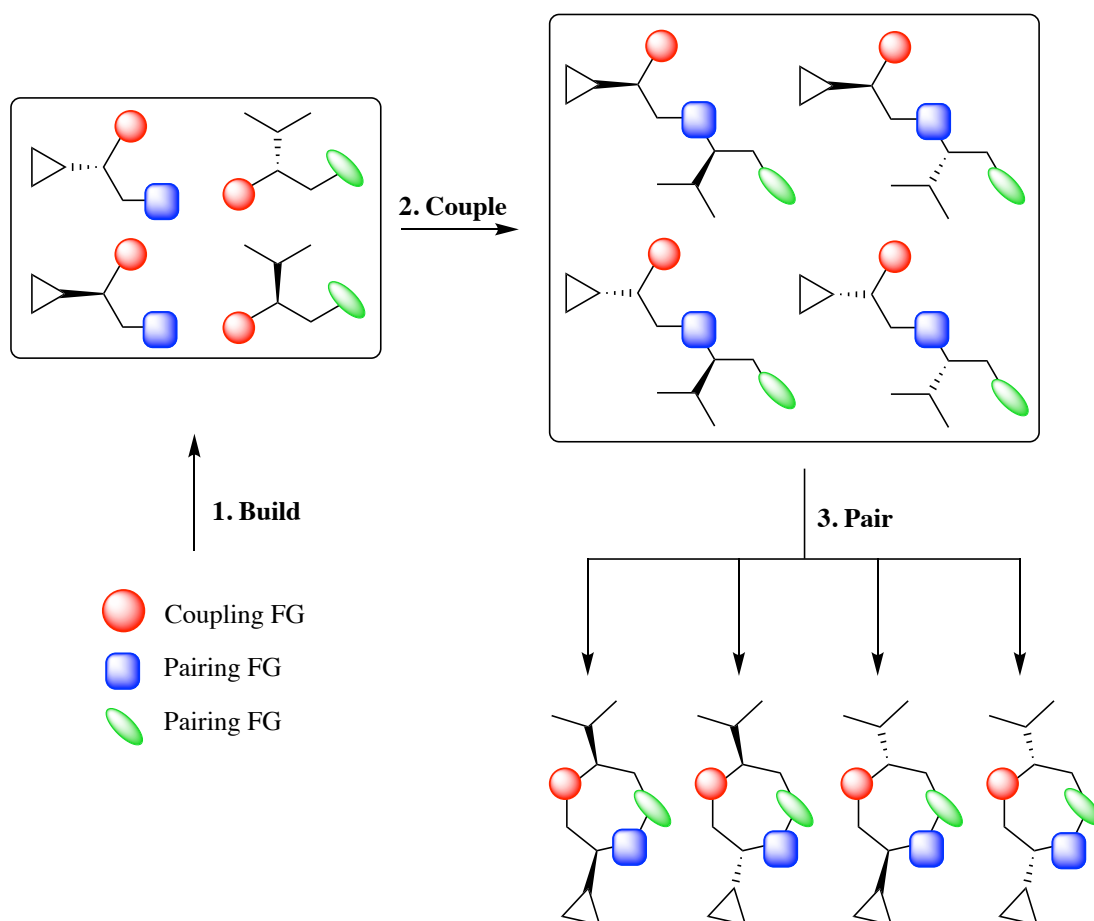 2. Couple
1. Build
3. Pair
Coupling FG
Pairing FG
Pairing FG